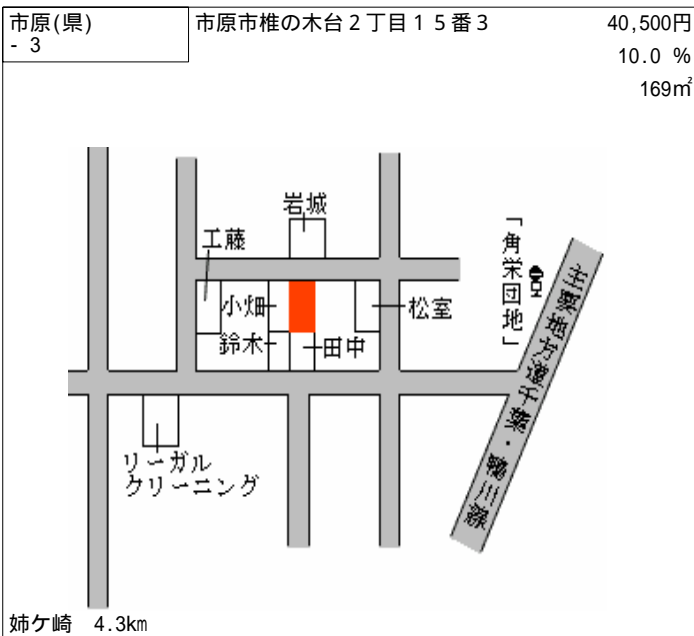 市原(県)
- 3
市原市椎の木台２丁目１５番３
40,500円
10.0 %
169㎡
岩城
工藤
小畑
松室
鈴木
田中
「角栄団地」
主要地方道千葉・鴨川線
リーガル
クリーニング
姉ケ崎 4.3km